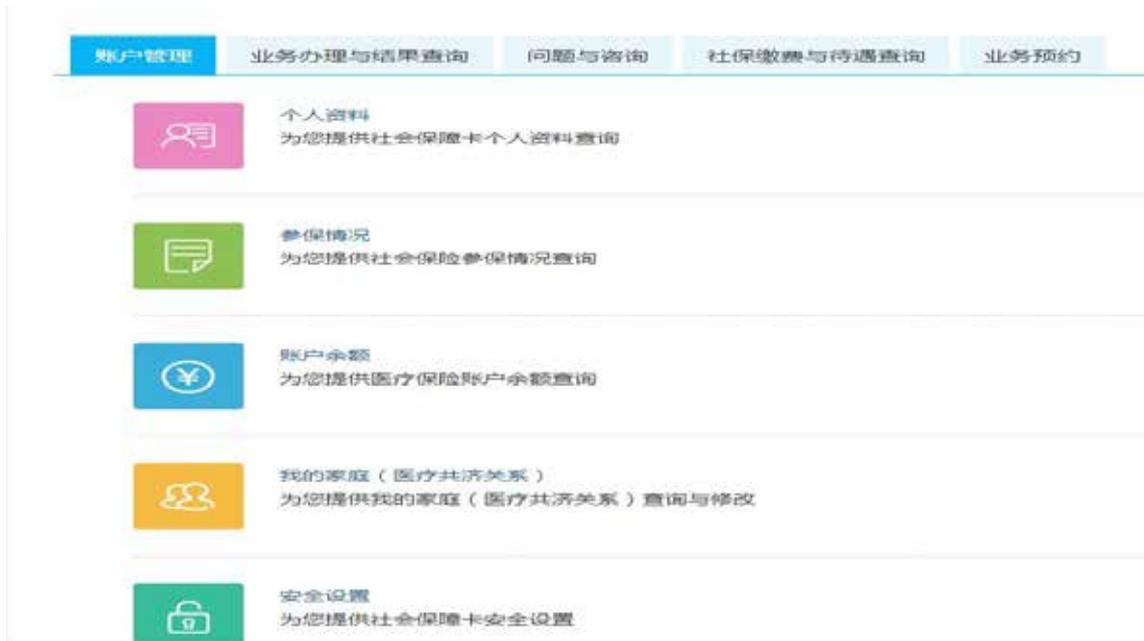 账户管理 业务办理与结果查询 问题与咨询 社保缴费与待遇查询 业务预约
个人资料
为您提供社会保障卡个人资料查询
参保情况
为您提供社会保险参保情况查询
¥
账户余额
为您提供医疗保险账户余额查询
我的家庭(医疗共济关系)
为您提供我的家庭(医疗共济关系)查询与修改
安全设置
为您提供社会保障卡安全设置